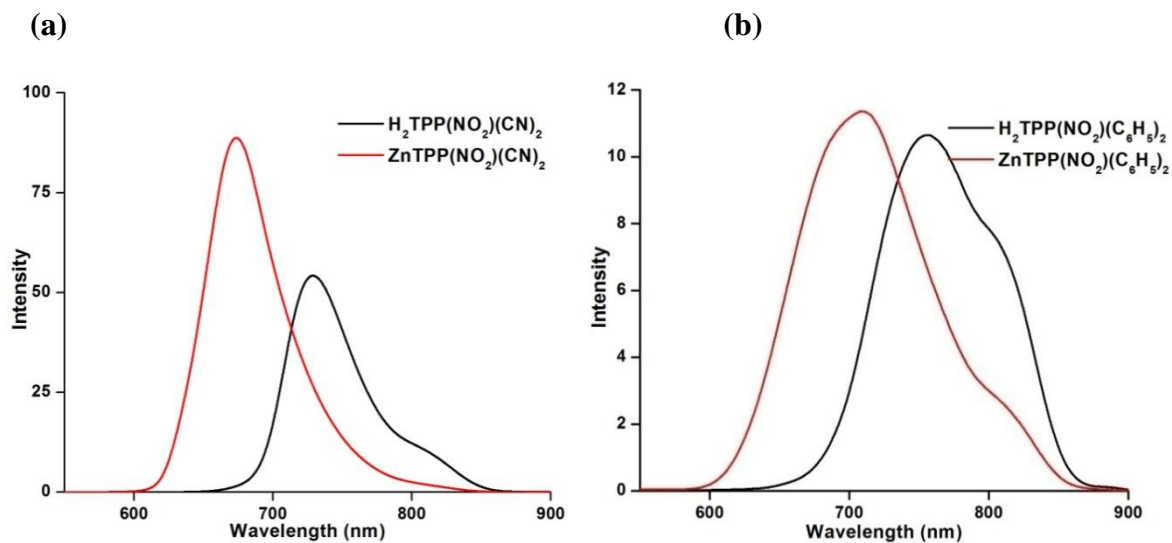 (a)
(b)
100
75
50
25
0
Intensity
H₂TPP(NO₂)(CN)₂
ZnTPP(NO₂)(CN)₂
600 700 800 900
Wavelength (nm)
12
10
8
6
4
2
0
Intensity
H₂TPP(NO₂)(C₆H₅)₂
ZnTPP(NO₂)(C₆H₅)₂
600 700 800 900
Wavelength (nm)